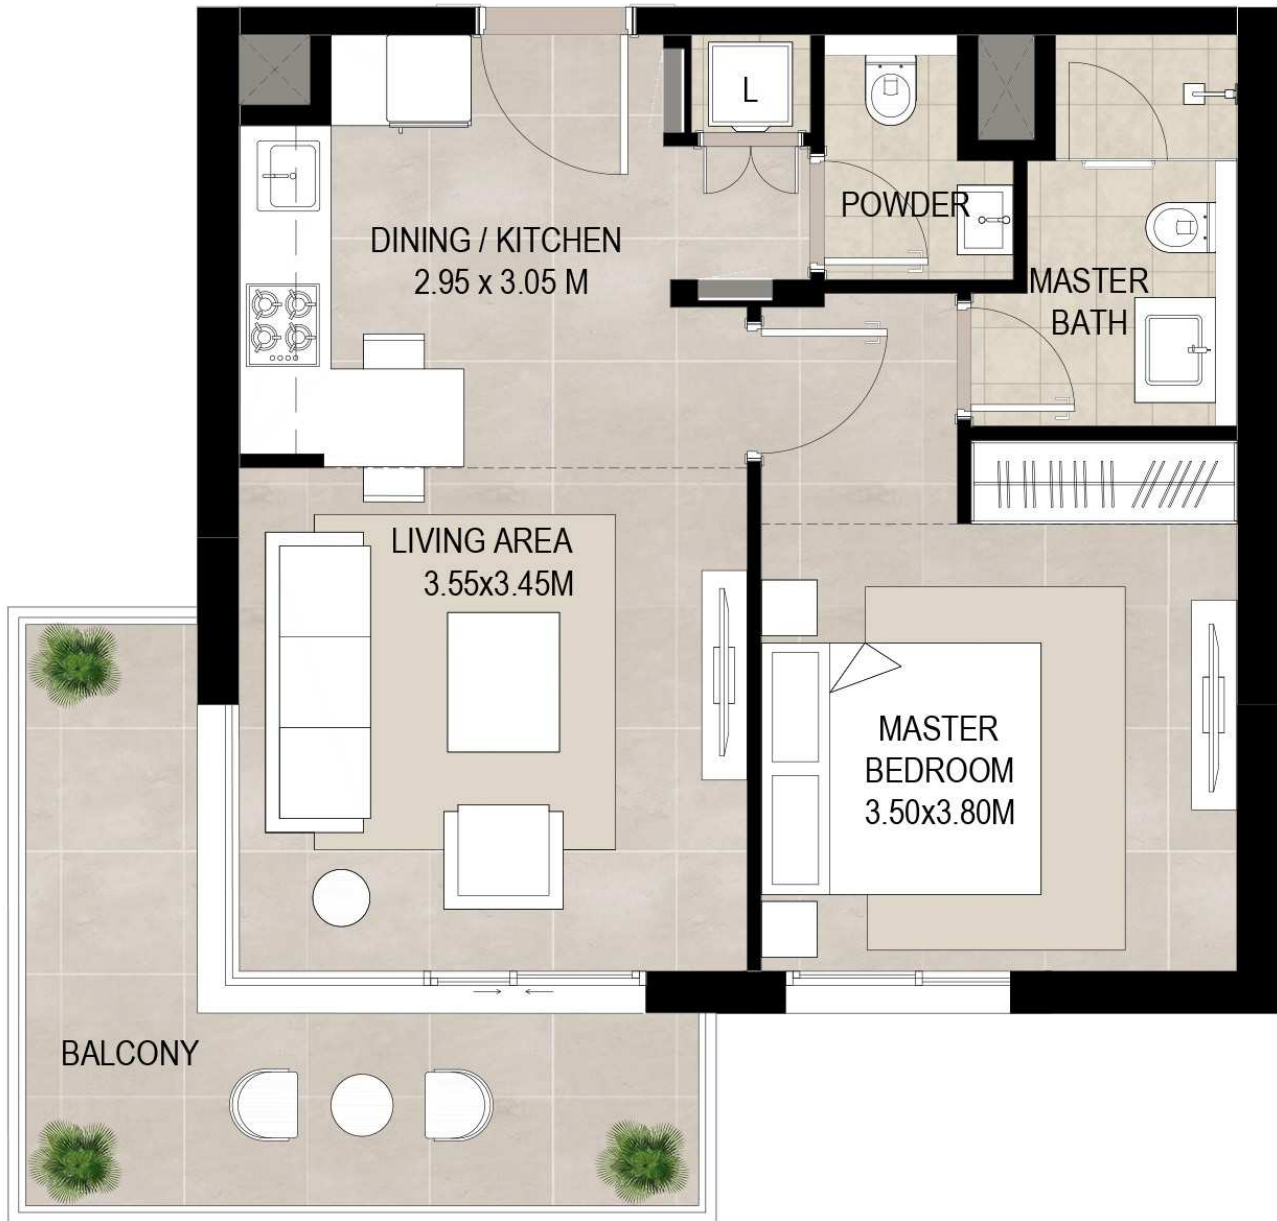 L
POWDER
DINING / KITCHEN
2.95 x 3.05 M
MASTER
BATH
LIVING AREA
3.55x3.45M
MASTER
BEDROOM
3.50x3.80M
BALCONY